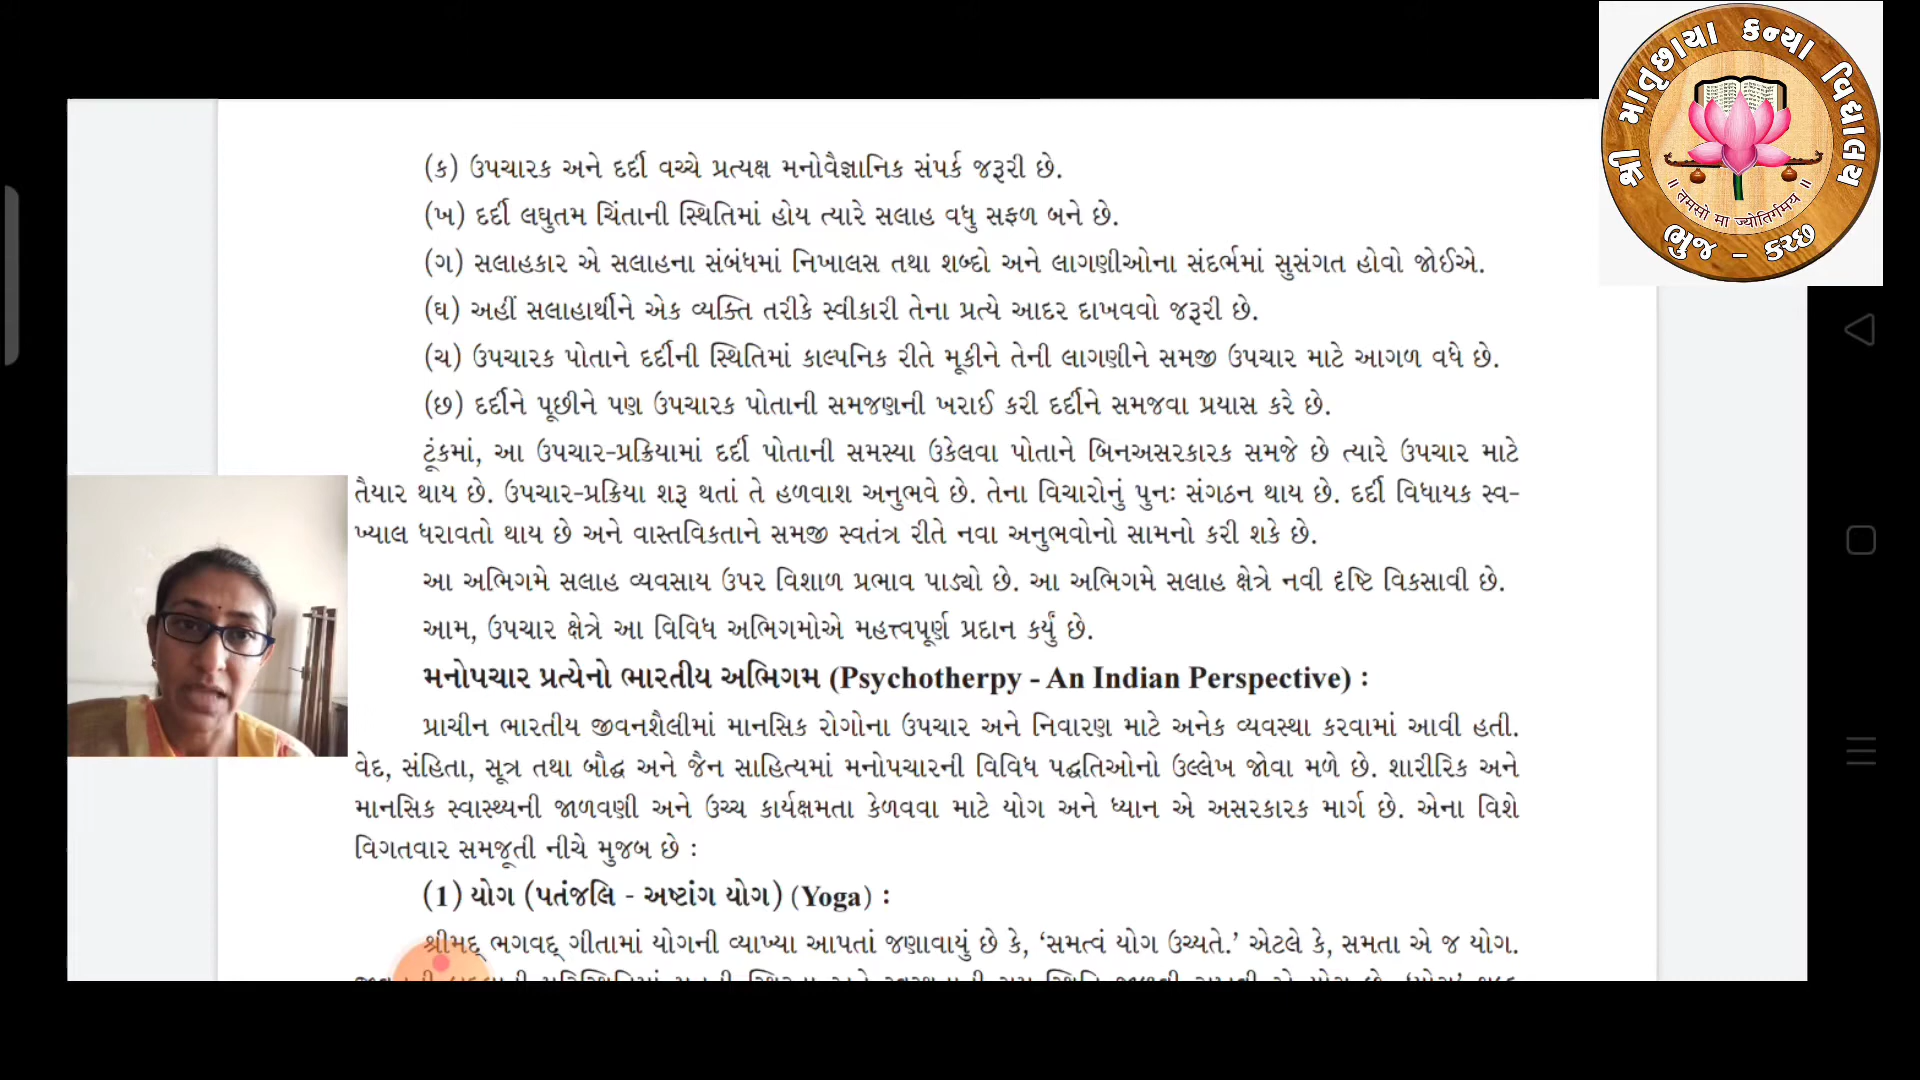 (ક) ઉપચારક અને દર્દી વચ્ચે પ્રત્યક્ષ મનોવૈજ્ઞાનિક સંપર્ક જરૂરી છે.
(ખ) દર્દી લઘુતમ ચિંતાની સ્થિતિમાં હોય ત્યારે સલાહ વધુ સફળ બને છે.
(ગ) સલાહકાર એ સલાહના સંબંધમાં નિખાલસ તથા શબ્દો અને લાગણીઓના સંદર્ભમાં સુસંગત હોવો જોઈએ.
(ઘ) અહીં સલાહાર્થીને એક વ્યક્તિ તરીકે સ્વીકારી તેના પ્રત્યે આદર દાખવવો જરૂરી છે.
(ચ) ઉપચારક પોતાને દર્દીની સ્થિતિમાં કાલ્પનિક રીતે મૂકીને તેની લાગણીને સમજી ઉપચાર માટે આગળ વધે છે.
(છ) દર્દીને પૂછીને પણ ઉપચારક પોતાની સમજણની ખરાઈ કરી દર્દીને સમજવા પ્રયાસ કરે છે.
ટૂંકમાં, આ ઉપચાર-પ્રક્રિયામાં દર્દી પોતાની સમસ્યા ઉકેલવા પોતાને બિનઅસરકારક સમજે છે ત્યારે ઉપચાર માટે
તૈયાર થાય છે. ઉપચાર-પ્રક્રિયા શરૂ થતાં તે હળવાશ અનુભવે છે. તેના વિચારોનું પુનઃ સંગઠન થાય છે. દર્દી વિધાયક સ્વ-
ખ્યાલ ધરાવતો થાય છે અને વાસ્તવિકતાને સમજી સ્વતંત્ર રીતે નવા અનુભવોનો સામનો કરી શકે છે.
આ અભિગમે સલાહ વ્યવસાય ઉપર વિશાળ પ્રભાવ પાડ્યો છે. આ અભિગમે સલાહ ક્ષેત્રે નવી દૃષ્ટિ વિકસાવી છે.
આમ, ઉપચાર ક્ષેત્રે આ વિવિધ અભિગમોએ મહત્ત્વપૂર્ણ પ્રદાન કર્યું છે.
મનોપચાર પ્રત્યેનો ભારતીય અભિગમ (Psychotherpy - An Indian Perspective) :
પ્રાચીન ભારતીય જીવનશૈલીમાં માનસિક રોગોના ઉપચાર અને નિવારણ માટે અનેક વ્યવસ્થા કરવામાં આવી હતી.
વેદ, સંહિતા, સૂત્ર તથા બૌદ્ધ અને જૈન સાહિત્યમાં મનોપચારની વિવિધ પદ્ધતિઓનો ઉલ્લેખ જોવા મળે છે. શારીરિક અને
માનસિક સ્વાસ્થ્યની જાળવણી અને ઉચ્ચ કાર્યક્ષમતા કેળવવા માટે યોગ અને ધ્યાન એ અસરકારક માર્ગ છે. એના વિશે
વિગતવાર સમજૂતી નીચે મુજબ છે :
(1) યોગ (પતંજલિ - અષ્ટાંગ યોગ) (Yoga) :
શ્રીમદ્ ભગવદ્ ગીતામાં યોગની વ્યાખ્યા આપતાં જણાવાયું છે કે, ‘સમત્વં યોગ ઉચ્યતે.’ એટલે કે, સમતા એ જ યોગ.
શ્રી માતૃછાયા કન્યા વિદ્યાલય
॥ तमसो मा ज्योतिर्गमय ॥
ભુજ - કચ્છ